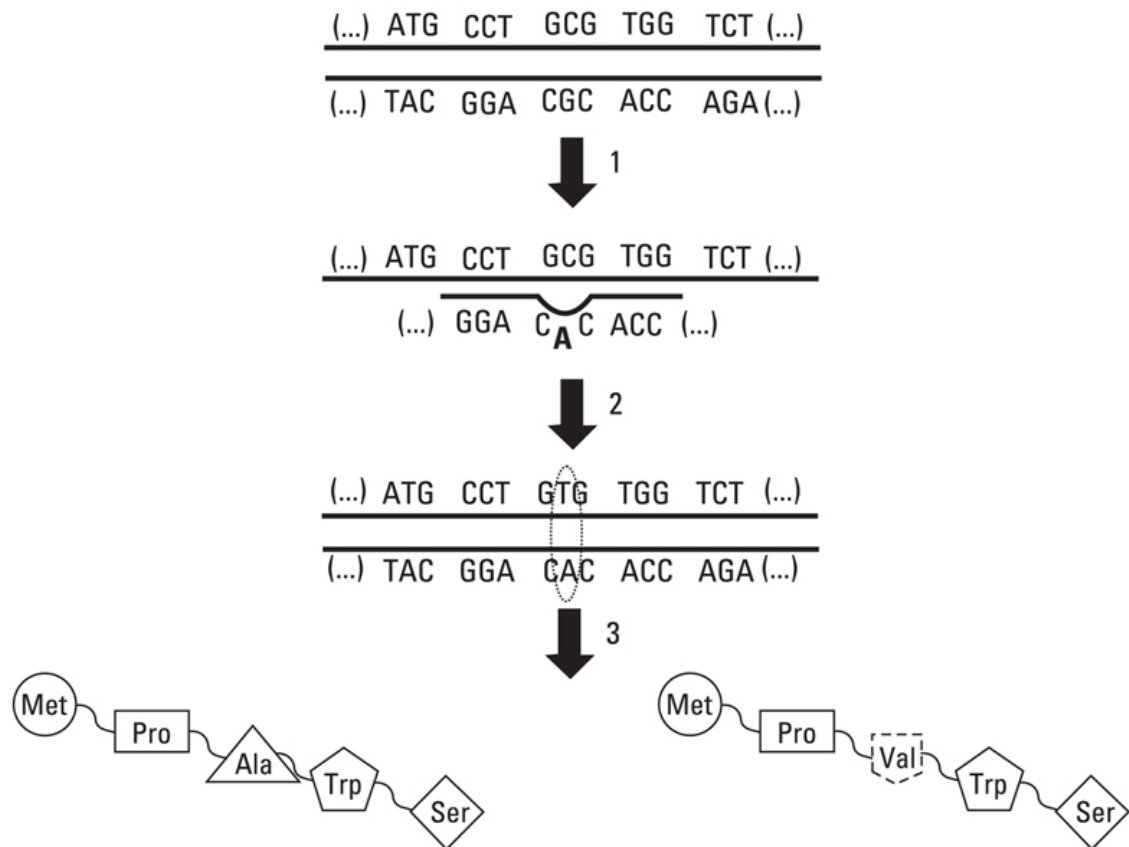 (...) ATG CCT GCG TGG TCT (...)
(...) TAC GGA CGC ACC AGA (...)
1
(...) ATG CCT GCG TGG TCT (...)
(...) GGA C A C ACC (...)
2
(...) ATG CCT GTG TGG TCT (...)
(...) TAC GGA CAC ACC AGA (...)
3
Met Pro Ala Trp Ser
Met Pro Val Trp Ser